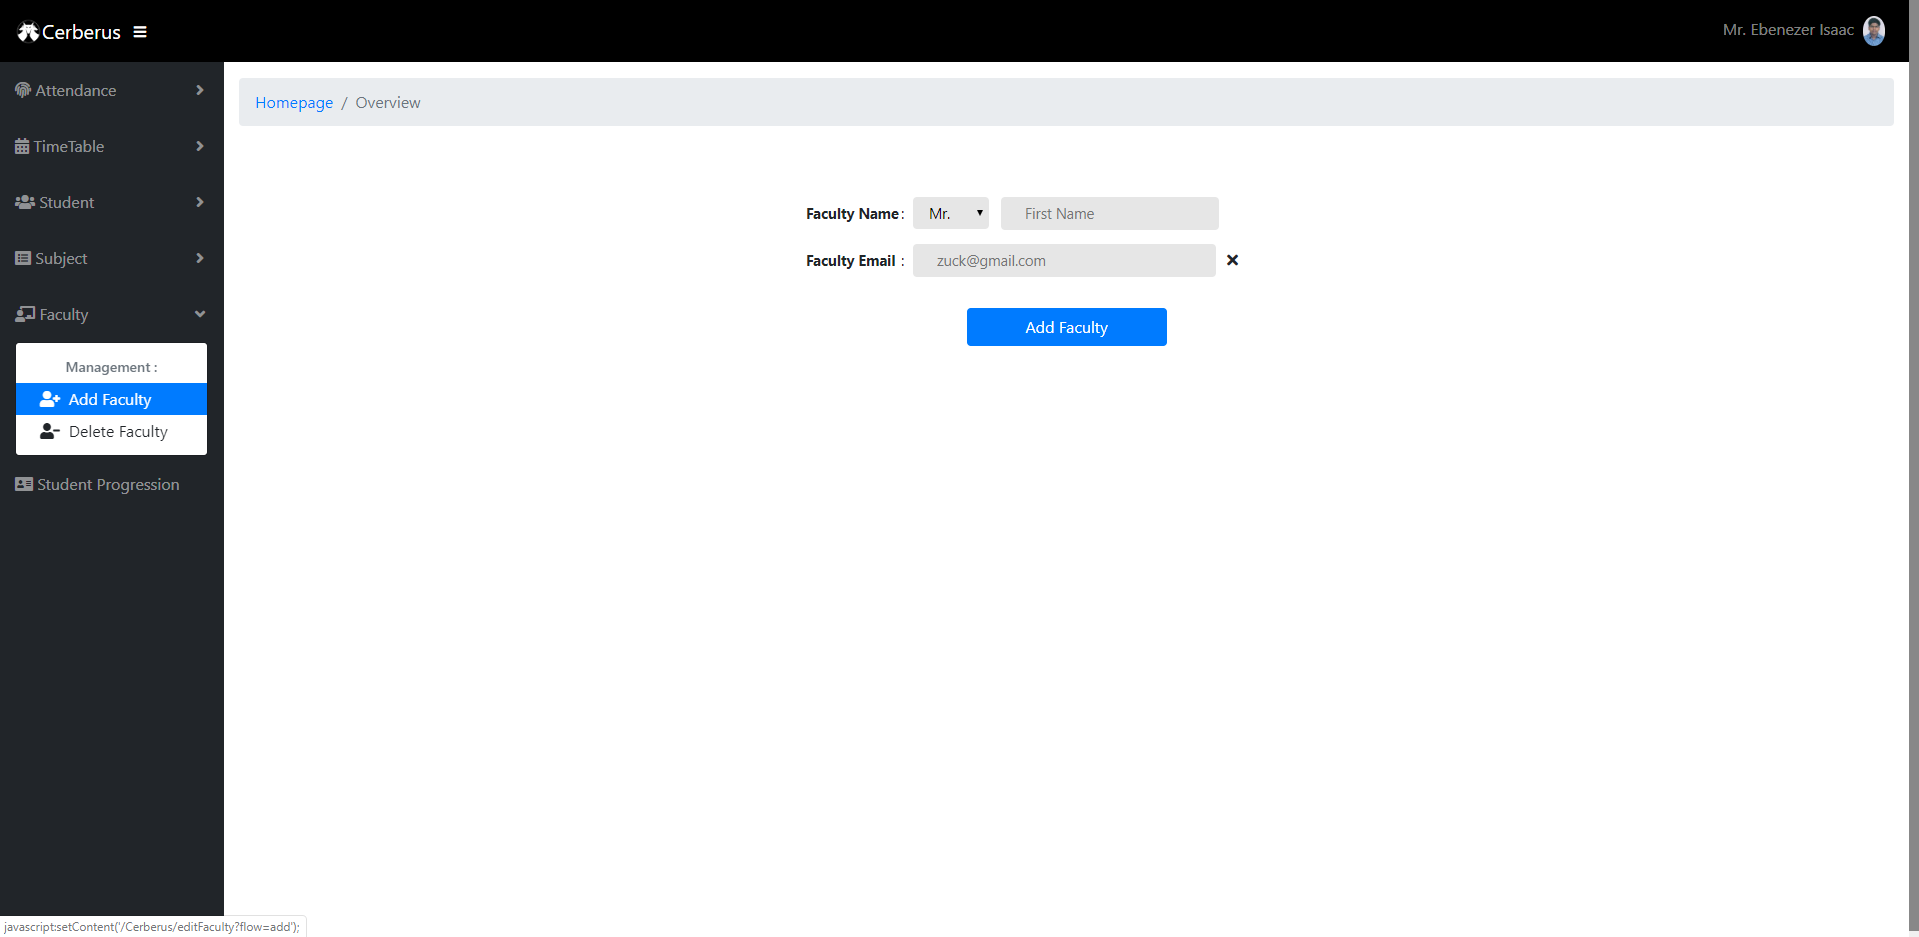 Cerberus
Mr. Ebenezer Isaac
Attendance
TimeTable
Student
Subject
Faculty
Management :
Add Faculty
Delete Faculty
Student Progression
Homepage / Overview
Faculty Name : Mr. First Name
Faculty Email : zuck@gmail.com
Add Faculty
javascript:setContent('/Cerberus/editFaculty?flow=add');